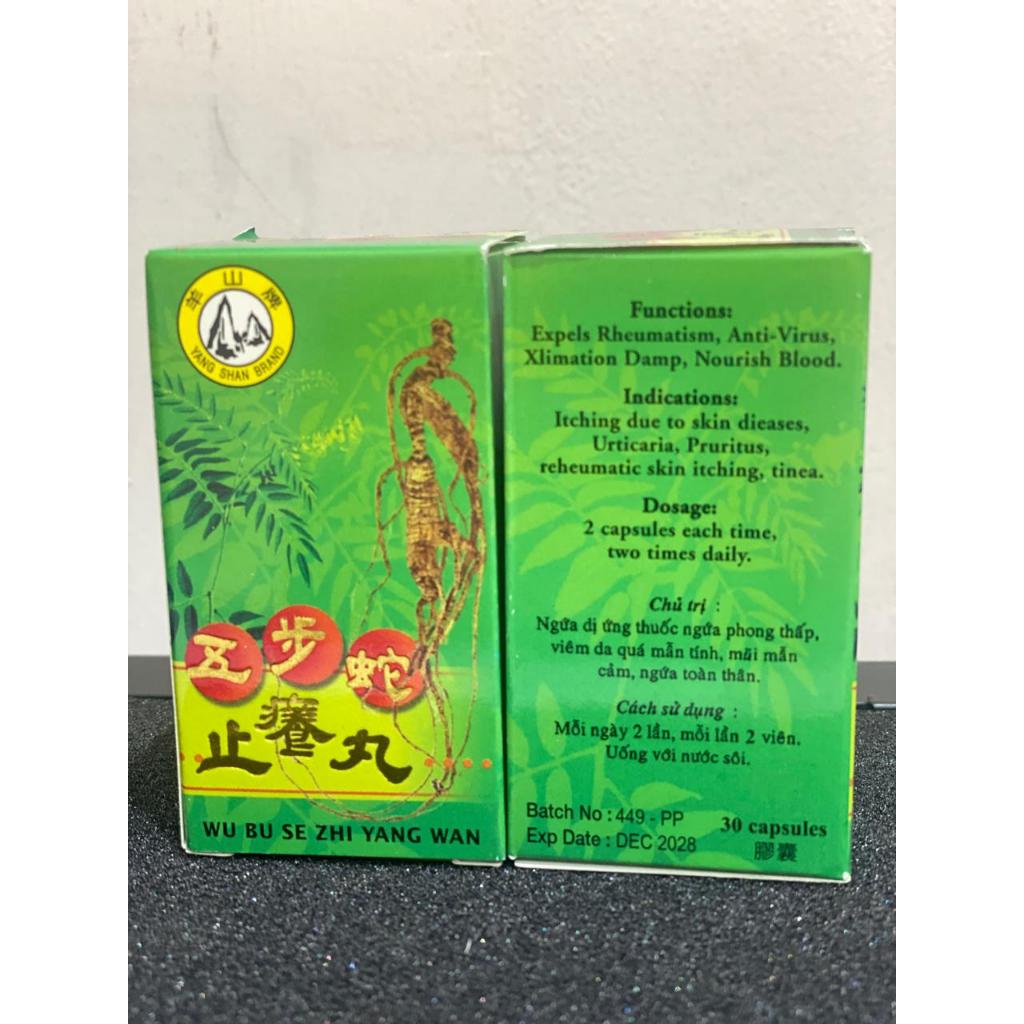 羊山牌
YANG SHAN BRAND
五步蛇
止癢丸
WU BU SE ZHI YANG WAN
Functions:
Expels Rheumatism, Anti-Virus,
Xlimation Damp, Nourish Blood.
Indications:
Itching due to skin dieases,
Urticaria, Pruritus,
reheumatic skin itching, tinea.
Dosage:
2 capsules each time,
two times daily.
Chủ trị :
Ngứa dị ứng thuốc ngứa phong thấp,
viêm da quá mẫn tính, mũi mẫn
cảm, ngứa toàn thân.
Cách sử dụng :
Mỗi ngày 2 lần, mỗi lần 2 viên.
Uống với nước sôi.
Batch No : 449 - PP
Exp Date : DEC 2028
30 capsules
膠囊